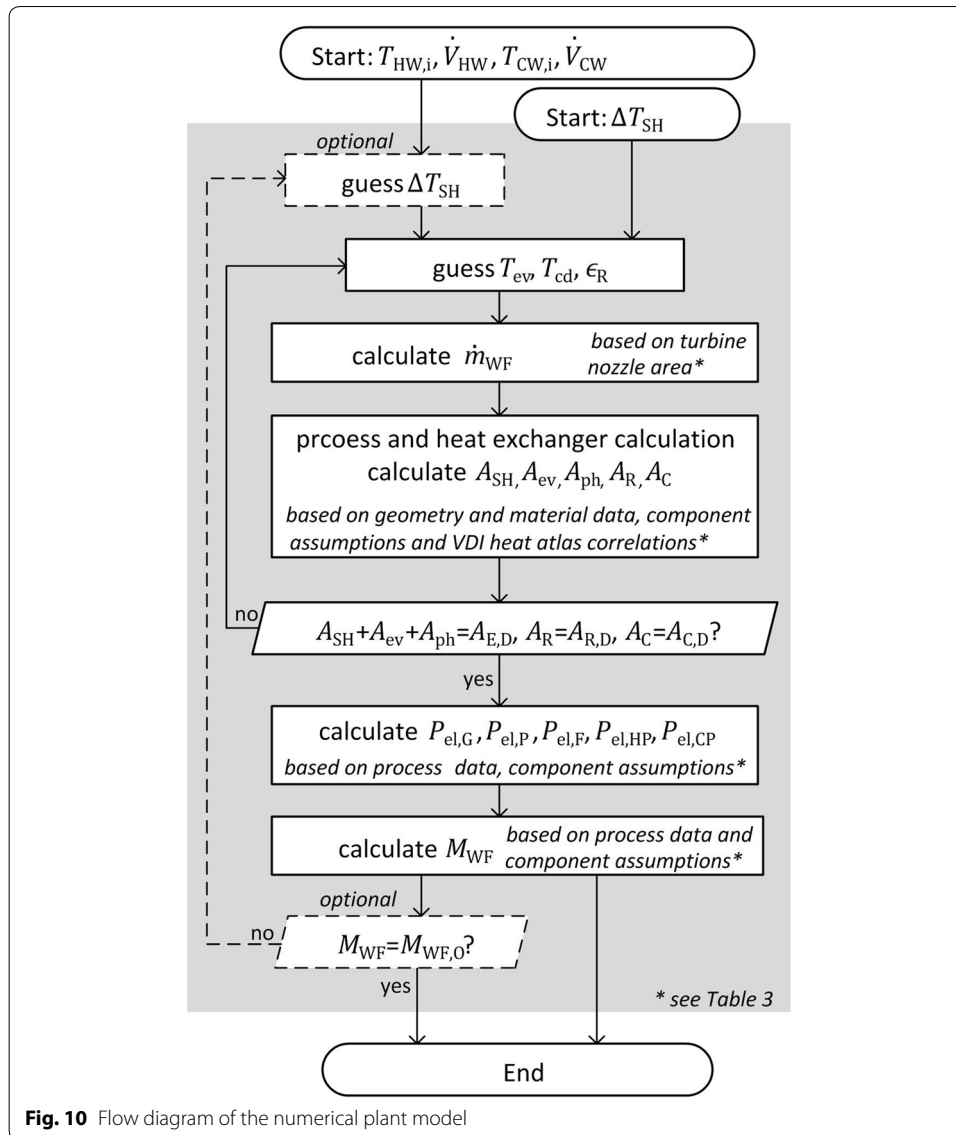 Start: T_HW,i, V̇_HW, T_CW,i, V̇_CW
Start: ΔT_SH
optional
guess ΔT_SH
guess T_ev, T_cd, ϵ_R
calculate ṁ_WF
based on turbine
nozzle area*
prcoess and heat exchanger calculation
calculate A_SH, A_ev, A_ph, A_R, A_C
based on geometry and material data, component
assumptions and VDI heat atlas correlations*
no
A_SH+A_ev+A_ph=A_E,D, A_R=A_R,D, A_C=A_C,D?
yes
calculate P_el,G, P_el,P, P_el,F, P_el,HP, P_el,CP
based on process data, component assumptions*
calculate M_WF
based on process data and
component assumptions*
optional
no
M_WF=M_WF,O?
yes
* see Table 3
End
Fig. 10 Flow diagram of the numerical plant model